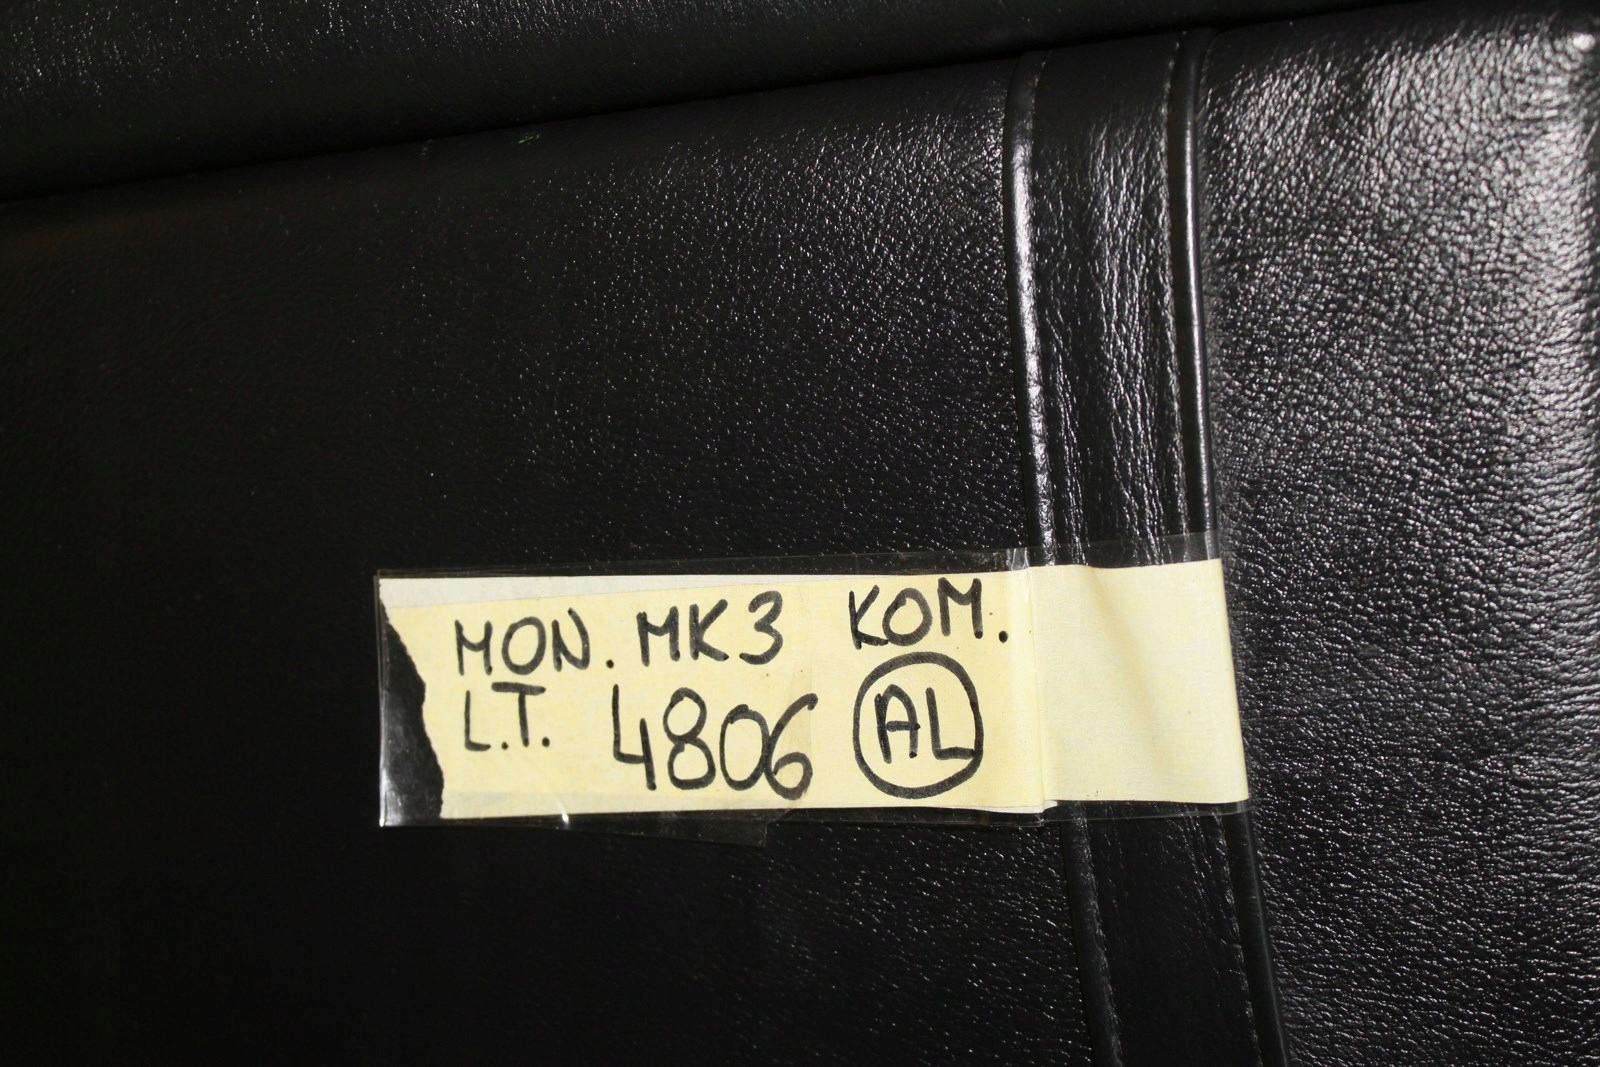 MON. MK3 KOM.
L.T. 4806 AL